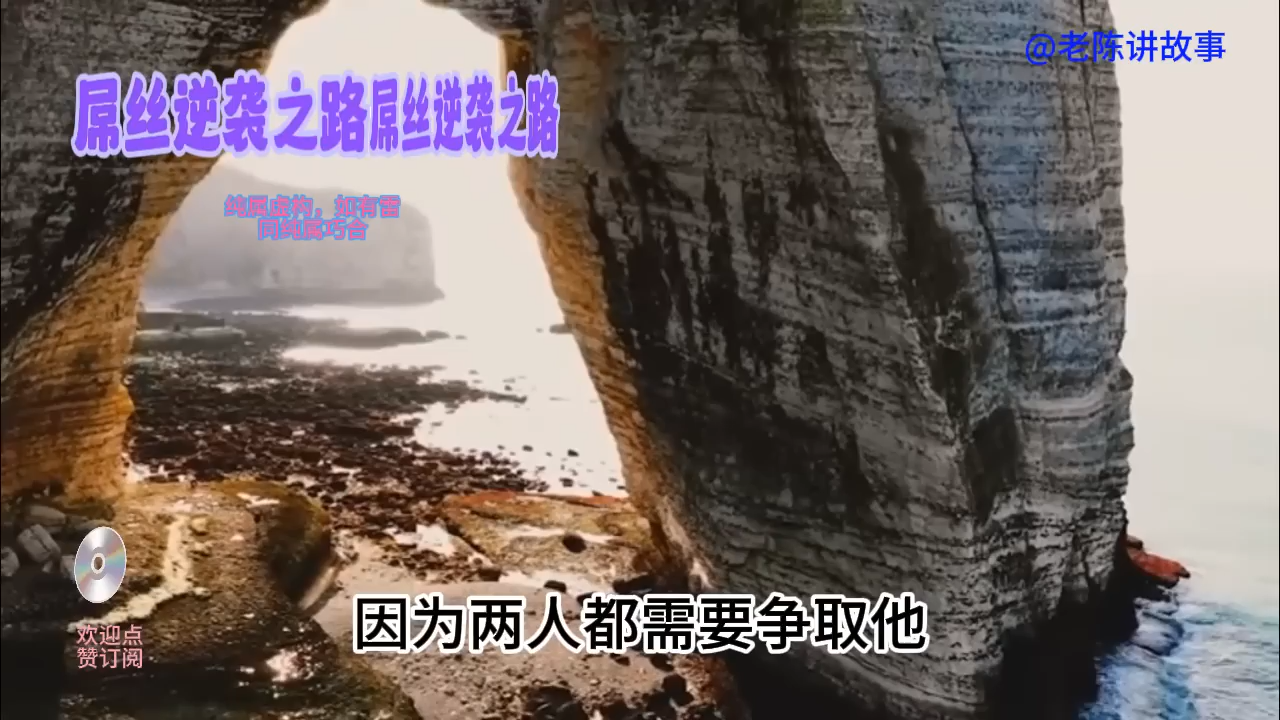 @老陈讲故事
屌丝逆袭之路屌丝逆袭之路
纯属虚构，如有雷
同纯属巧合
欢迎点
赞订阅
因为两人都需要争取他